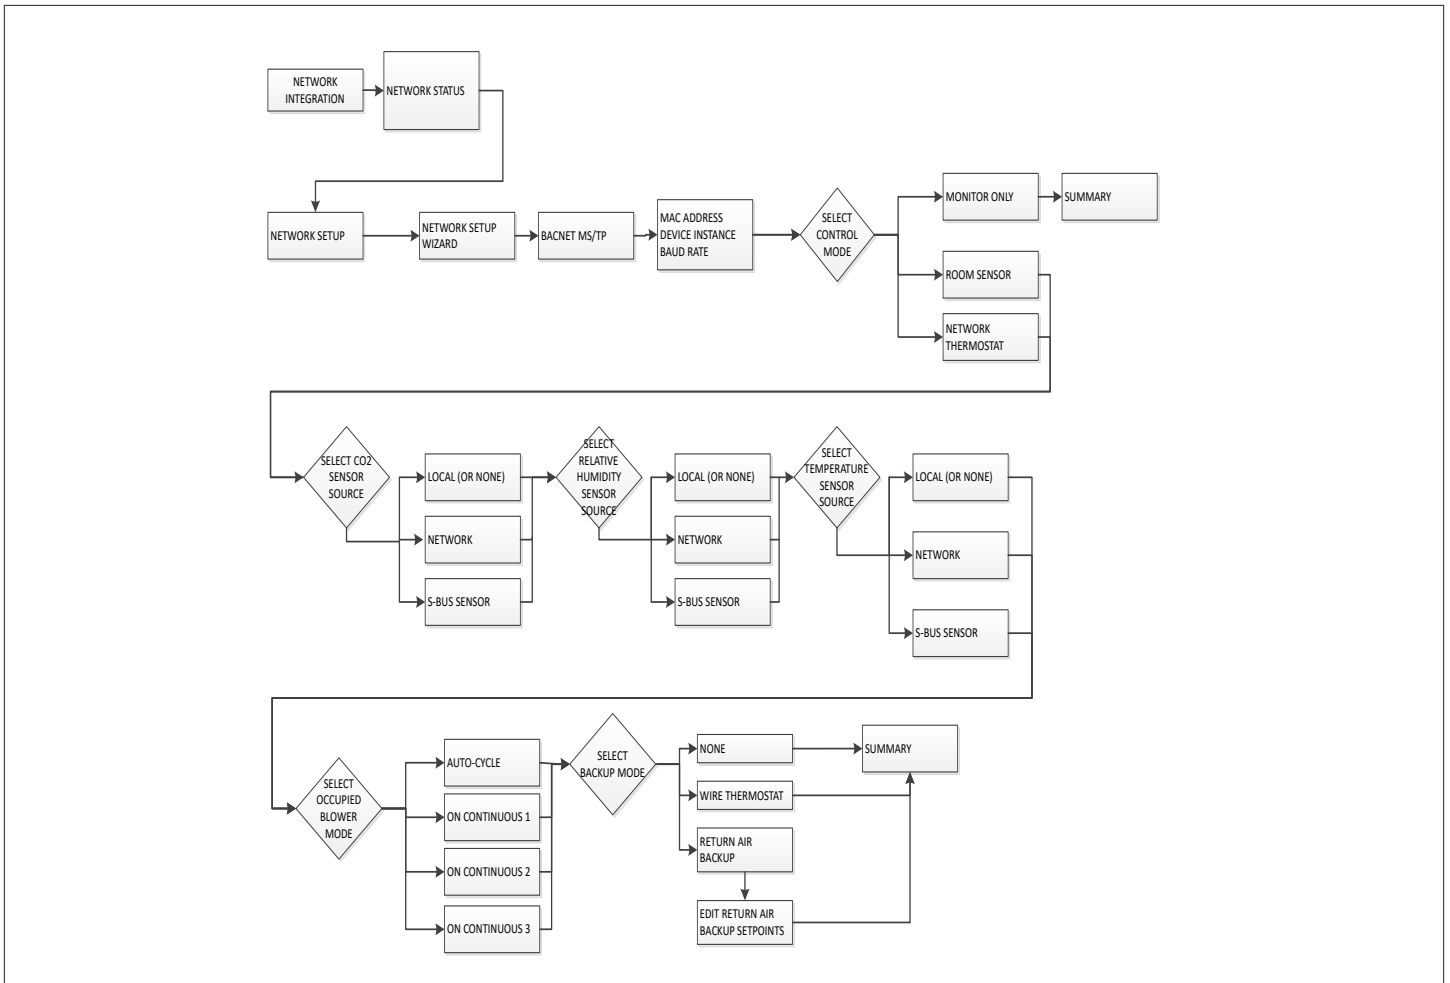 NETWORK
INTEGRATION
NETWORK STATUS
NETWORK SETUP
NETWORK SETUP
WIZARD
BACNET MS/TP
MAC ADDRESS
DEVICE INSTANCE
BAUD RATE
SELECT
CONTROL
MODE
MONITOR ONLY
SUMMARY
ROOM SENSOR
NETWORK
THERMOSTAT
SELECT CO2
SENSOR
SOURCE
LOCAL (OR NONE)
NETWORK
S-BUS SENSOR
SELECT
RELATIVE
HUMIDITY
SENSOR
SOURCE
LOCAL (OR NONE)
NETWORK
S-BUS SENSOR
SELECT
TEMPERATURE
SENSOR
SOURCE
LOCAL (OR NONE)
NETWORK
S-BUS SENSOR
SELECT
OCCUPIED
BLOWER
MODE
AUTO-CYCLE
ON CONTINUOUS 1
ON CONTINUOUS 2
ON CONTINUOUS 3
SELECT
BACKUP MODE
NONE
WIRE THERMOSTAT
RETURN AIR
BACKUP
EDIT RETURN AIR
BACKUP SETPOINTS
SUMMARY